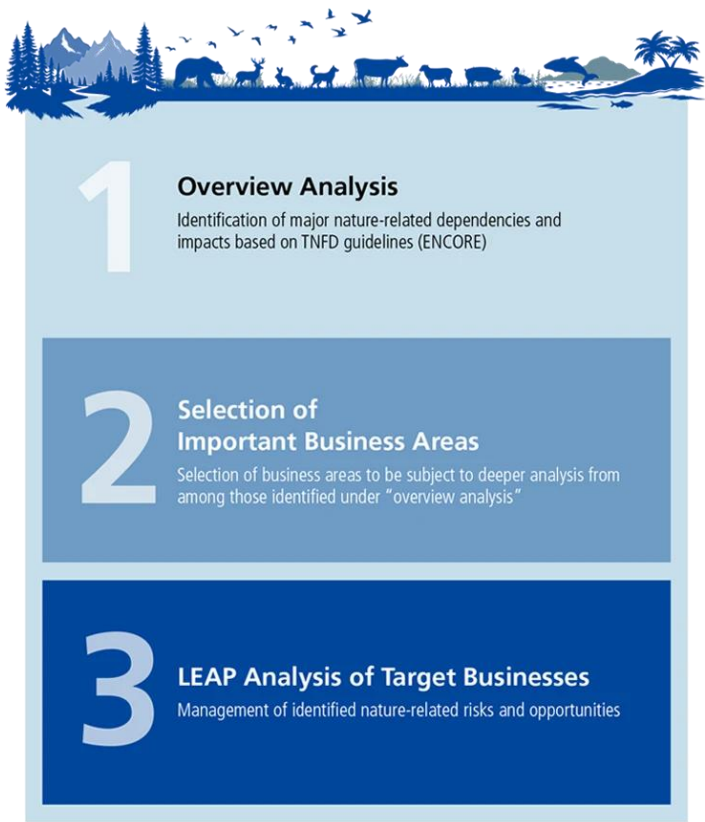 1
Overview Analysis
Identification of major nature-related dependencies and
impacts based on TNFD guidelines (ENCORE)
2
Selection of
Important Business Areas
Selection of business areas to be subject to deeper analysis from
among those identified under “overview analysis”
3
LEAP Analysis of Target Businesses
Management of identified nature-related risks and opportunities